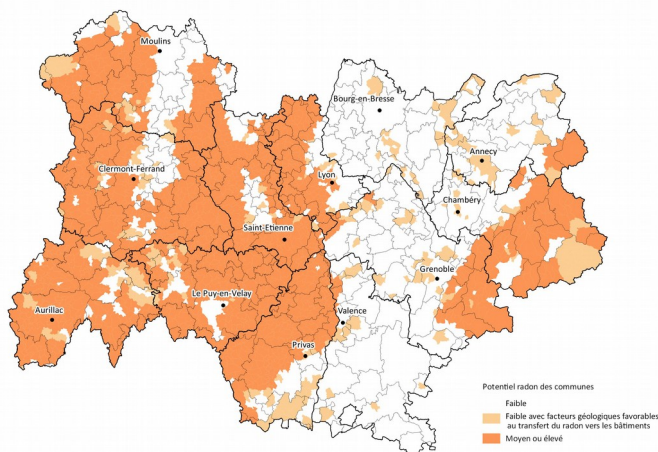 Moulins
Bourg-en-Bresse
Annecy
Clermont-Ferrand
Lyon
Chambéry
Saint-Etienne
Grenoble
Le Puy-en-Velay
Aurillac
Valence
Privas
Potentiel radon des communes
Faible
Faible avec facteurs géologiques favorables
au transfert du radon vers les bâtiments
Moyen ou élevé